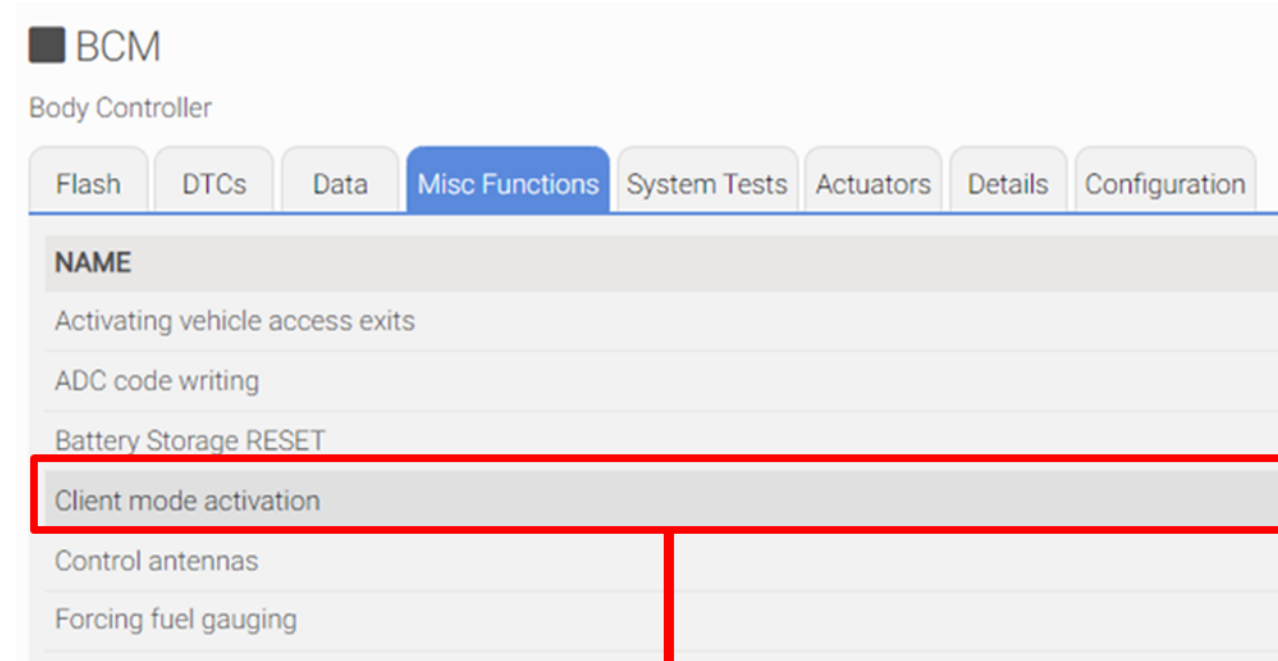 BCM
Body Controller
Flash DTCs Data Misc Functions System Tests Actuators Details Configuration
NAME
Activating vehicle access exits
ADC code writing
Battery Storage RESET
Client mode activation
Control antennas
Forcing fuel gauging